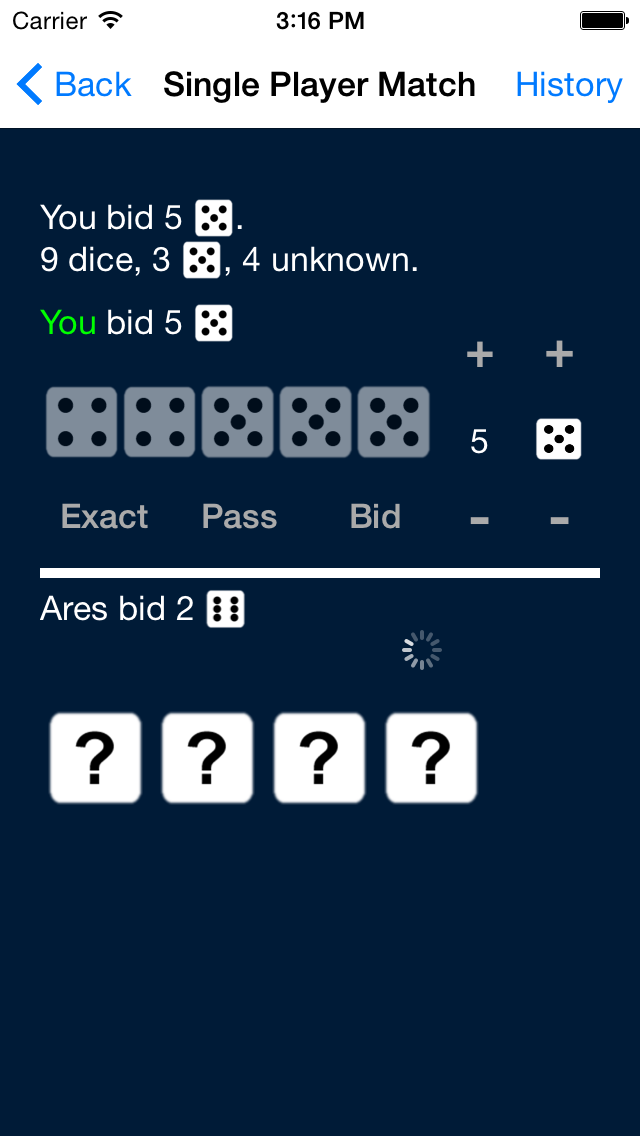 Carrier 3:16 PM
Back Single Player Match History
You bid 5 .
9 dice, 3 , 4 unknown.
You bid 5
+ +
5
Exact Pass Bid - -
Ares bid 2
? ? ? ?